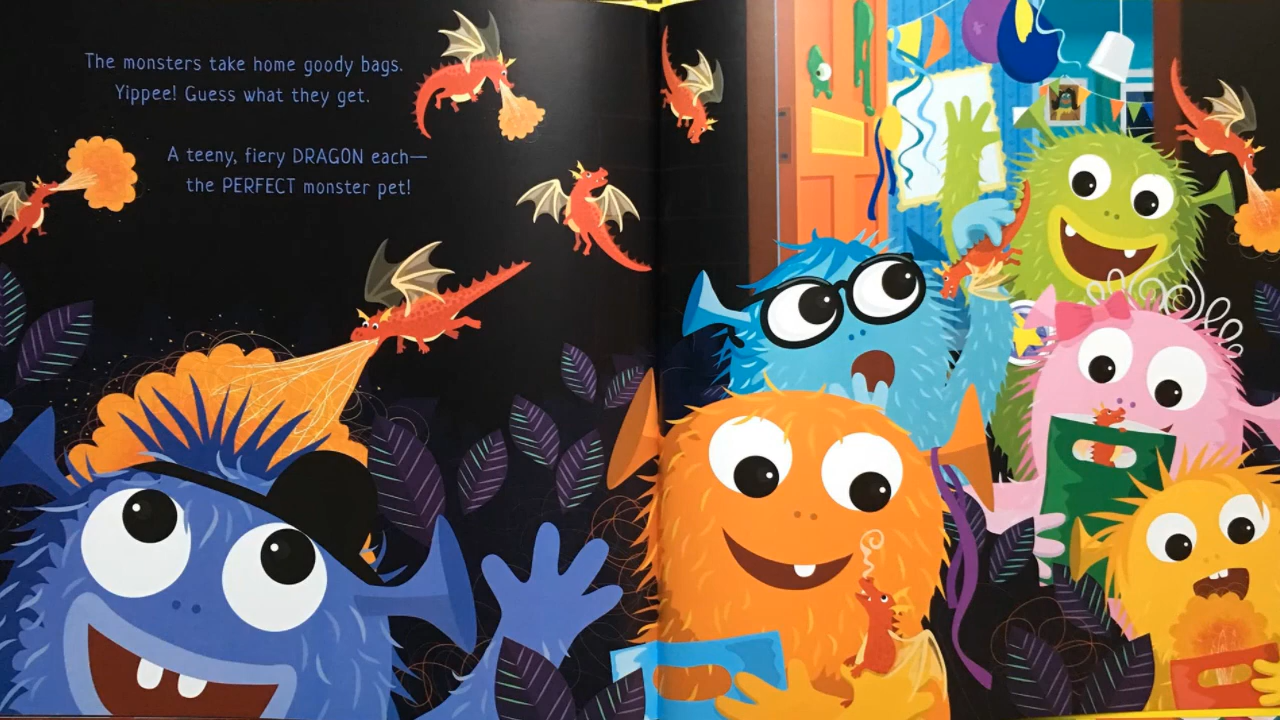 The monsters take home goody bags.
Yippee! Guess what they get.
A teeny, fiery DRAGON each—
the PERFECT monster pet!